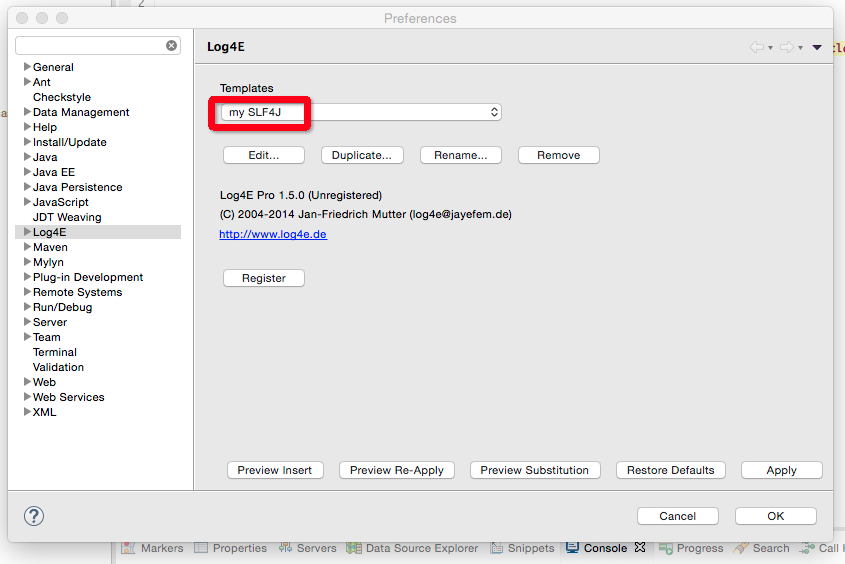 2
Preferences
Log4E
General
Ant
Checkstyle
Data Management
Help
Install/Update
Java
Java EE
Java Persistence
JavaScript
JDT Weaving
Log4E
Maven
Mylyn
Plug-in Development
Remote Systems
Run/Debug
Server
Team
Terminal
Validation
Web
Web Services
XML
Templates
my SLF4J
Edit... Duplicate... Rename... Remove
Log4E Pro 1.5.0 (Unregistered)
(C) 2004-2014 Jan-Friedrich Mutter (log4e@jayefem.de)
http://www.log4e.de
Register
Preview Insert Preview Re-Apply Preview Substitution Restore Defaults Apply
? Cancel OK
Markers Properties Servers Data Source Explorer Snippets Console Progress Search Call